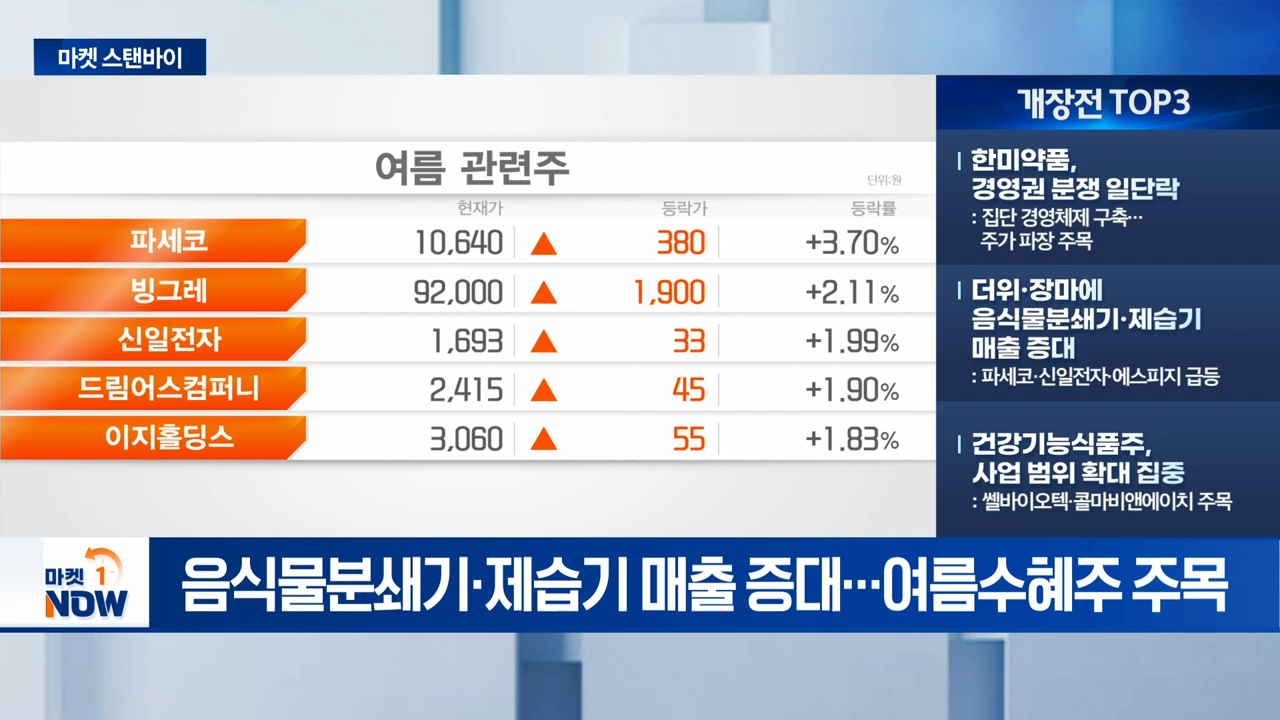 마켓 스탠바이
여름 관련주
단위:원
현재가 등락가 등락률
파세코 10,640 ▲ 380 +3.70%
빙그레 92,000 ▲ 1,900 +2.11%
신일전자 1,693 ▲ 33 +1.99%
드림어스컴퍼니 2,415 ▲ 45 +1.90%
이지홀딩스 3,060 ▲ 55 +1.83%
개장전 TOP3
한미약품,
경영권 분쟁 일단락
: 집단 경영체제 구축…
주가 파장 주목
더위·장마에
음식물분쇄기·제습기
매출 증대
: 파세코·신일전자·에스피지 급등
건강기능식품주,
사업 범위 확대 집중
: 쎌바이오텍·콜마비앤에이치 주목
마켓 1
NOW
음식물분쇄기·제습기 매출 증대…여름수혜주 주목